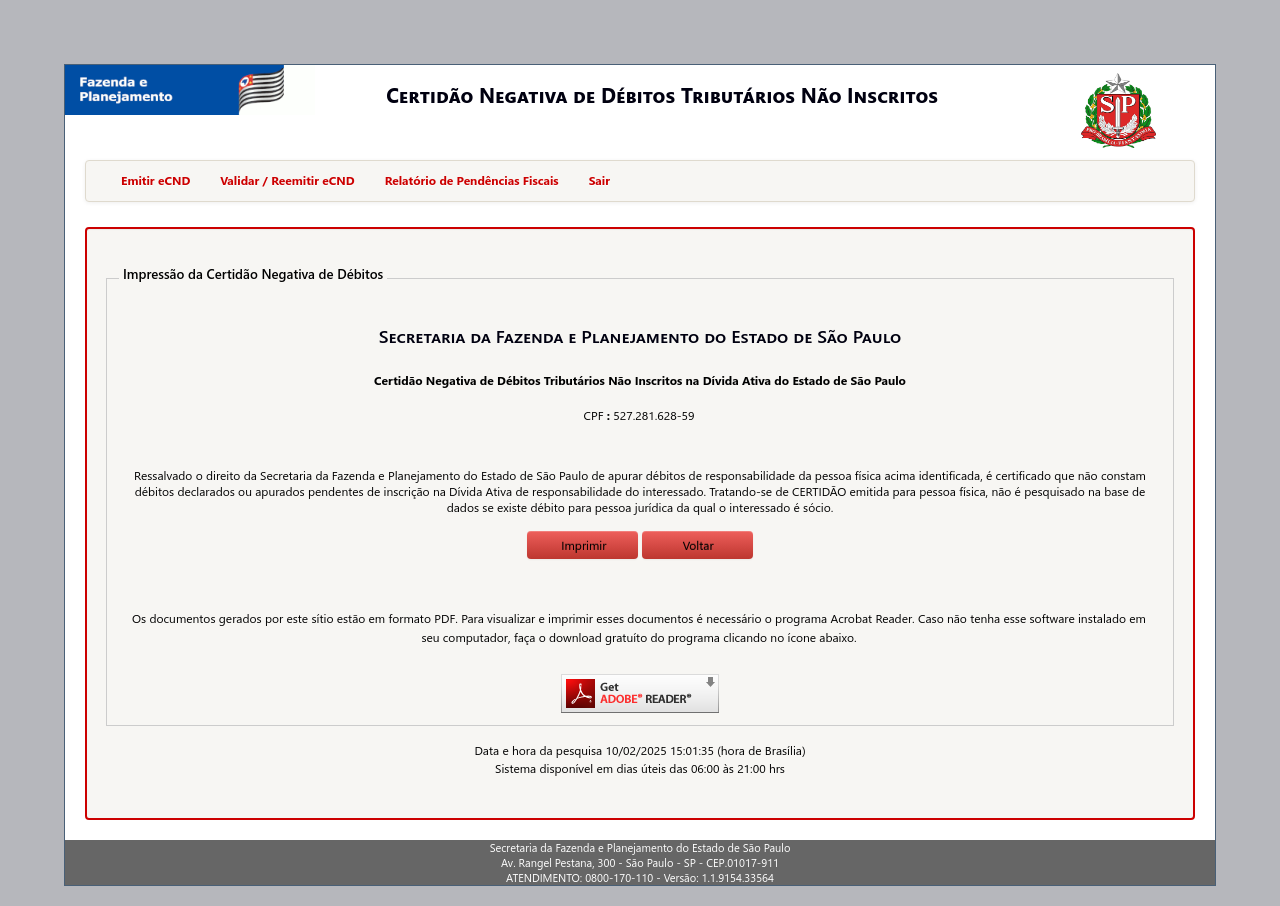 Fazenda e
Planejamento
Certidão Negativa de Débitos Tributários Não Inscritos
SP
Emitir eCND
Validar / Reemitir eCND
Relatório de Pendências Fiscais
Sair
Impressão da Certidão Negativa de Débitos
Secretaria da Fazenda e Planejamento do Estado de São Paulo
Certidão Negativa de Débitos Tributários Não Inscritos na Dívida Ativa do Estado de São Paulo
CPF : 527.281.628-59
Ressalvado o direito da Secretaria da Fazenda e Planejamento do Estado de São Paulo de apurar débitos de responsabilidade da pessoa física acima identificada, é certificado que não constam
débitos declarados ou apurados pendentes de inscrição na Dívida Ativa de responsabilidade do interessado. Tratando-se de CERTIDÃO emitida para pessoa física, não é pesquisado na base de
dados se existe débito para pessoa jurídica da qual o interessado é sócio.
Imprimir
Voltar
Os documentos gerados por este sítio estão em formato PDF. Para visualizar e imprimir esses documentos é necessário o programa Acrobat Reader. Caso não tenha esse software instalado em
seu computador, faça o download gratuíto do programa clicando no ícone abaixo.
Get
ADOBE® READER®
Data e hora da pesquisa 10/02/2025 15:01:35 (hora de Brasília)
Sistema disponível em dias úteis das 06:00 às 21:00 hrs
Secretaria da Fazenda e Planejamento do Estado de São Paulo
Av. Rangel Pestana, 300 - São Paulo - SP - CEP.01017-911
ATENDIMENTO: 0800-170-110 - Versão: 1.1.9154.33564